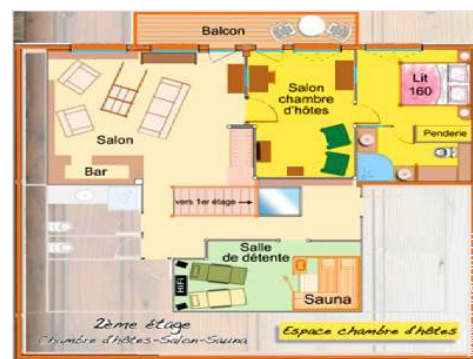 Balcon
Salon
chambre
d'hôtes
Lit
160
Penderie
Salon
Bar
vers 1er étage
Salle
de détente
HiFi
Sauna
2ème étage
Chambre d'hôtes-Salon-Sauna
Espace chambre d'hôtes